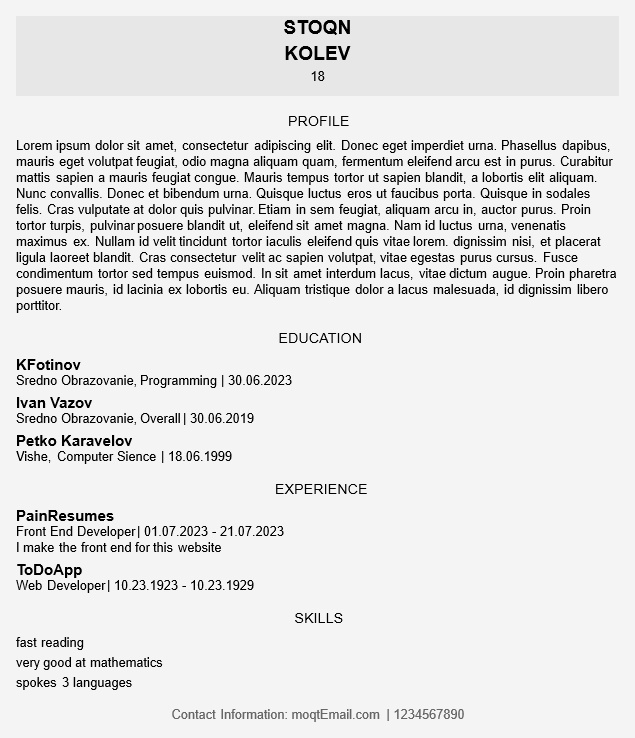 STOQN
KOLEV
18
PROFILE
Lorem ipsum dolor sit amet, consectetur adipiscing elit. Donec eget imperdiet urna. Phasellus dapibus,
mauris eget volutpat feugiat, odio magna aliquam quam, fermentum eleifend arcu est in purus. Curabitur
mattis sapien a mauris feugiat congue. Mauris tempus tortor ut sapien blandit, a lobortis elit aliquam.
Nunc convallis. Donec et bibendum urna. Quisque luctus eros ut faucibus porta. Quisque in sodales
felis. Cras vulputate at dolor quis pulvinar. Etiam in sem feugiat, aliquam arcu in, auctor purus. Proin
tortor turpis, pulvinar posuere blandit ut, eleifend sit amet magna. Nam id luctus urna, venenatis
maximus ex. Nullam id velit tincidunt tortor iaculis eleifend quis vitae lorem. dignissim nisi, et placerat
ligula laoreet blandit. Cras consectetur velit ac sapien volutpat, vitae egestas purus cursus. Fusce
condimentum tortor sed tempus euismod. In sit amet interdum lacus, vitae dictum augue. Proin pharetra
posuere mauris, id lacinia ex lobortis eu. Aliquam tristique dolor a lacus malesuada, id dignissim libero
porttitor.
EDUCATION
KFotinov
Sredno Obrazovanie, Programming | 30.06.2023
Ivan Vazov
Sredno Obrazovanie, Overall | 30.06.2019
Petko Karavelov
Vishe, Computer Sience | 18.06.1999
EXPERIENCE
PainResumes
Front End Developer | 01.07.2023 - 21.07.2023
I make the front end for this website
ToDoApp
Web Developer | 10.23.1923 - 10.23.1929
SKILLS
fast reading
very good at mathematics
spokes 3 languages
Contact Information: moqtEmail.com | 1234567890